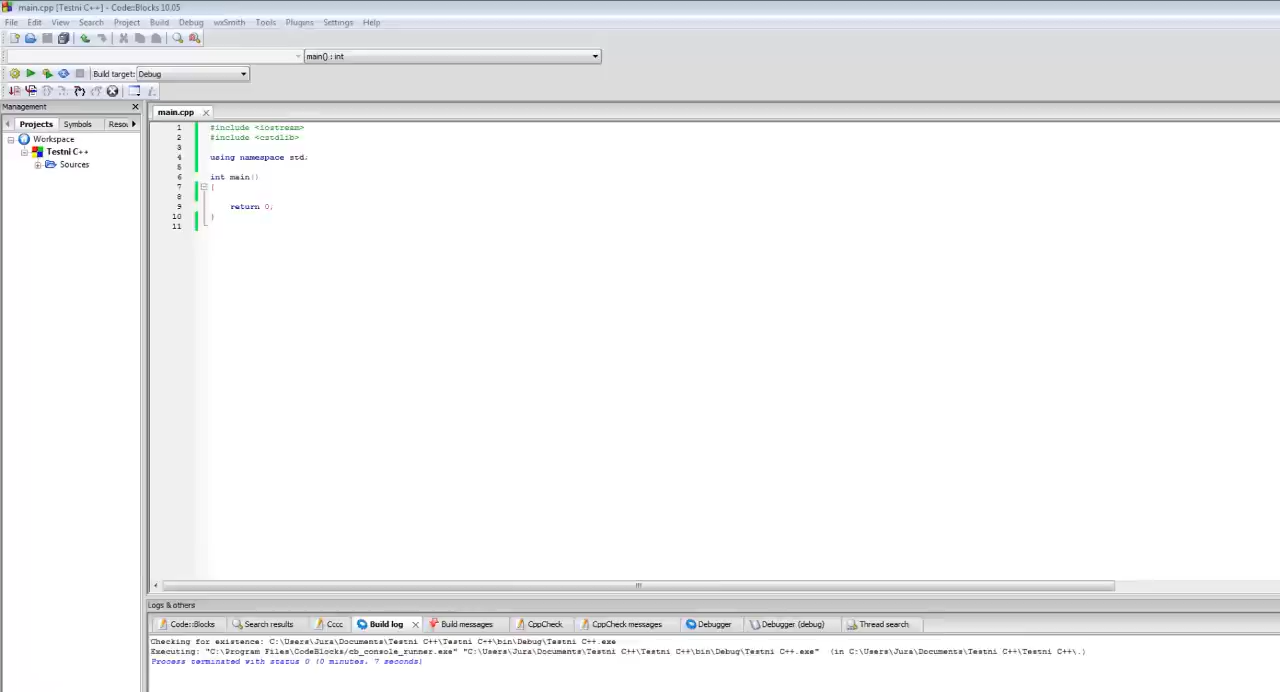 main.cpp [Testni C++] - Code::Blocks 10.05
File Edit View Search Project Build Debug wxSmith Tools Plugins Settings Help
main() : int
Build target: Debug
Management
main.cpp
Projects Symbols Resou
1 #include <iostream>
2 #include <cstdlib>
3
4 using namespace std;
5
6 int main()
7 {
8
9 return 0;
10 }
11
Workspace
Testni C++
Sources
Logs & others
Code::Blocks Search results Cccc Build log Build messages CppCheck CppCheck messages Debugger Debugger (debug) Thread search
Checking for existence: C:\Users\Jura\Documents\Testni C++\Testni C++\bin\Debug\Testni C++.exe
Executing: "C:\Program Files\CodeBlocks/cb_console_runner.exe" "C:\Users\Jura\Documents\Testni C++\Testni C++\bin\Debug\Testni C++.exe"  (in C:\Users\Jura\Documents\Testni C++\Testni C++\.)
Process terminated with status 0 (0 minutes, 7 seconds)